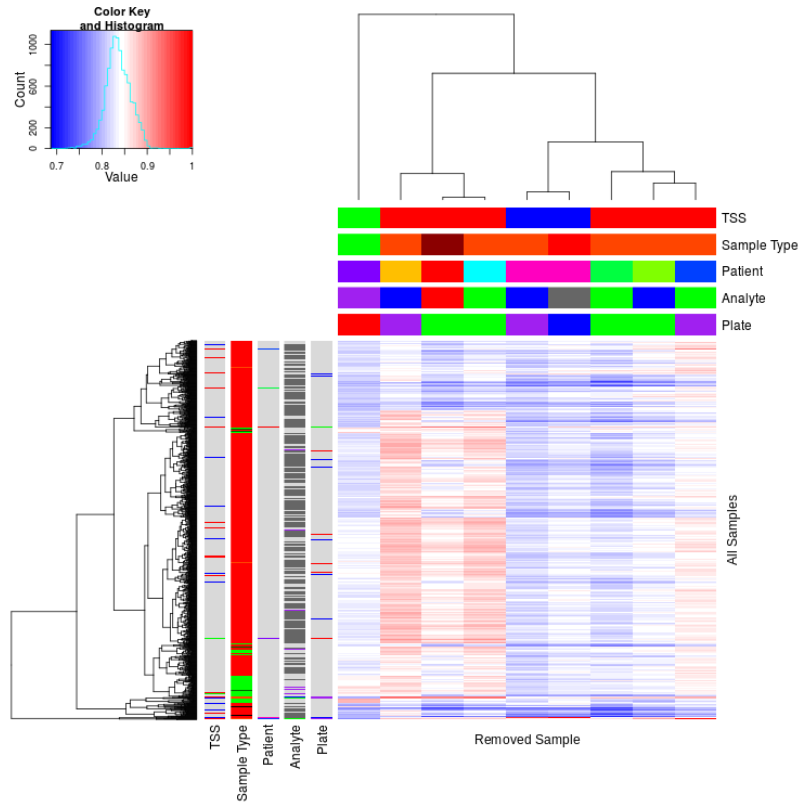 Color Key
and Histogram
Count
0 200 600 1000
0.7 0.8 0.9 1
Value
TSS
Sample Type
Patient
Analyte
Plate
All Samples
TSS
Sample Type
Patient
Analyte
Plate
Removed Sample